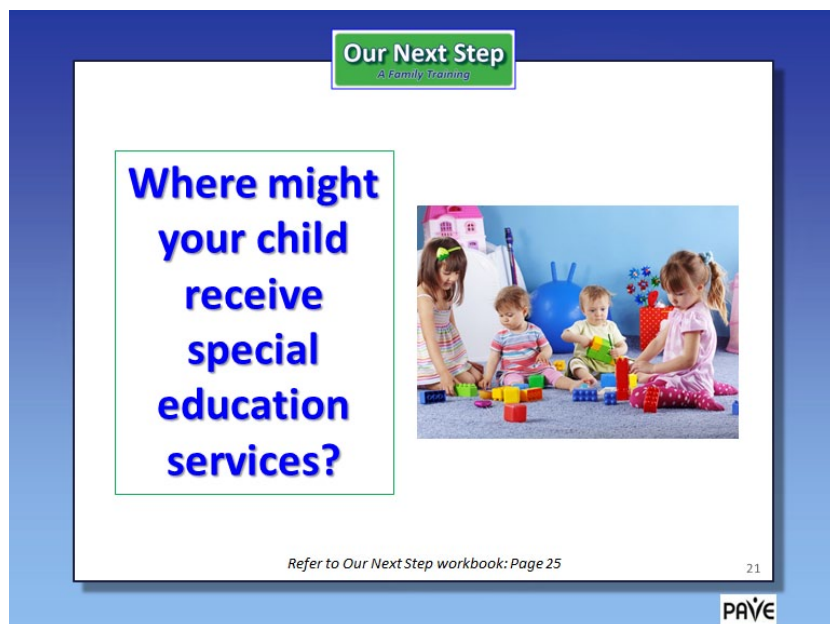 Our Next Step
A Family Training
Where might
your child
receive
special
education
services?
Refer to Our Next Step workbook: Page 25
21
PAVE